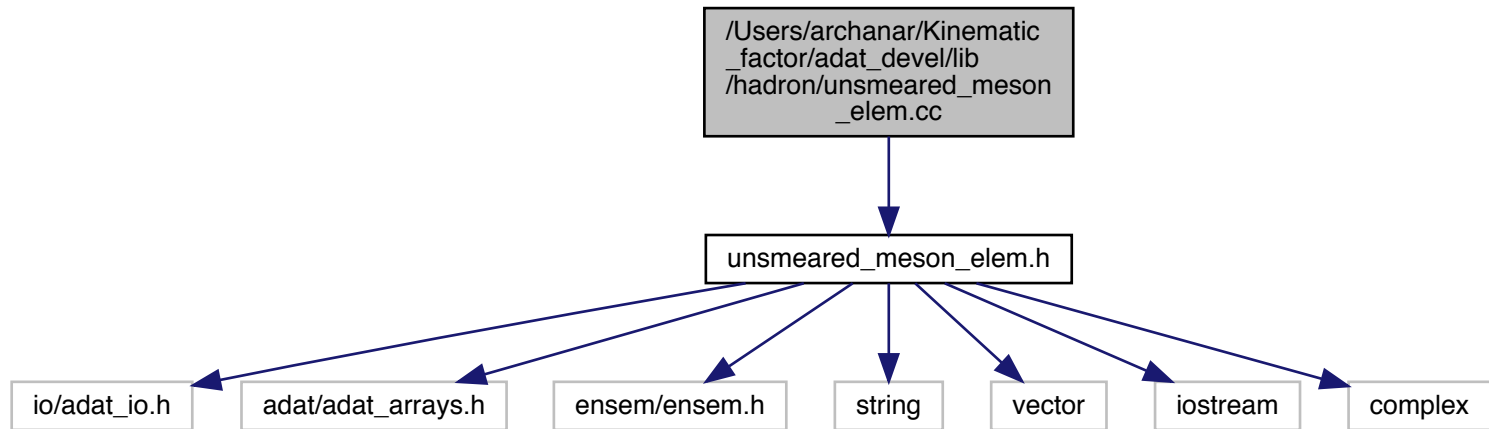 /Users/archanar/Kinematic
_factor/adat_devel/lib
/hadron/unsmeared_meson
_elem.cc
unsmeared_meson_elem.h
io/adat_io.h
adat/adat_arrays.h
ensem/ensem.h
string
vector
iostream
complex